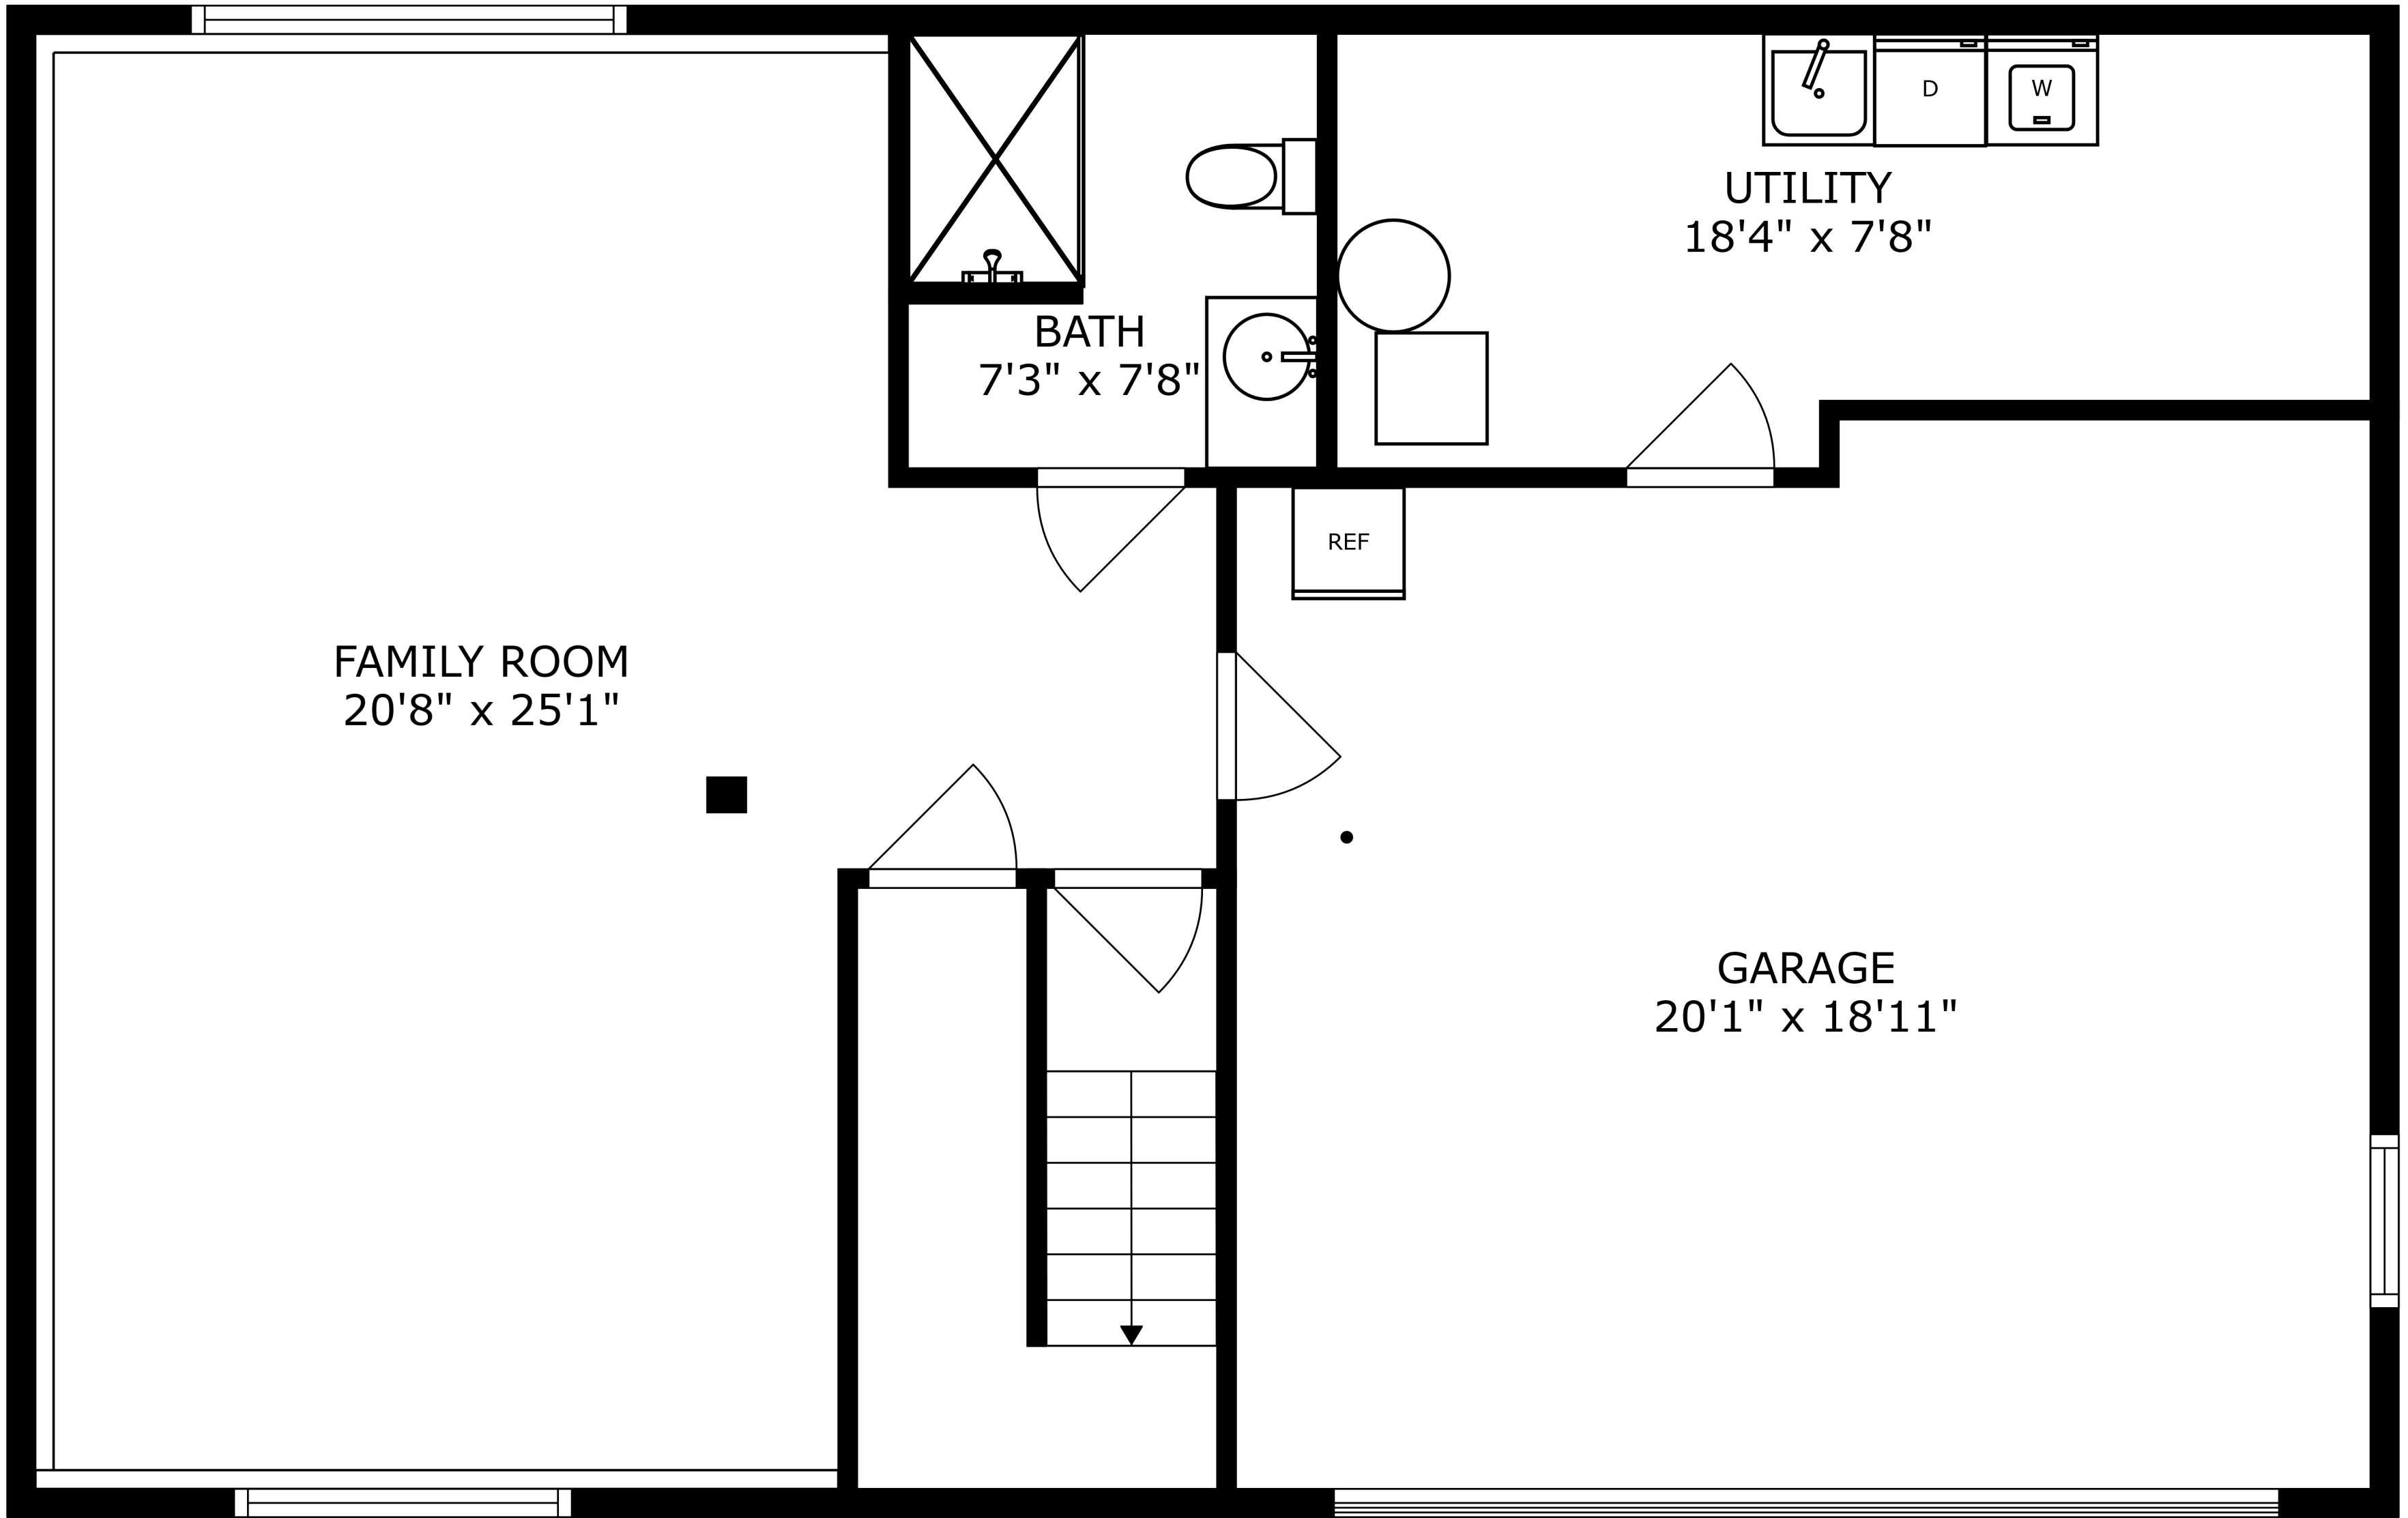 D
W
UTILITY
18'4" x 7'8"
BATH
7'3" x 7'8"
REF
FAMILY ROOM
20'8" x 25'1"
GARAGE
20'1" x 18'11"